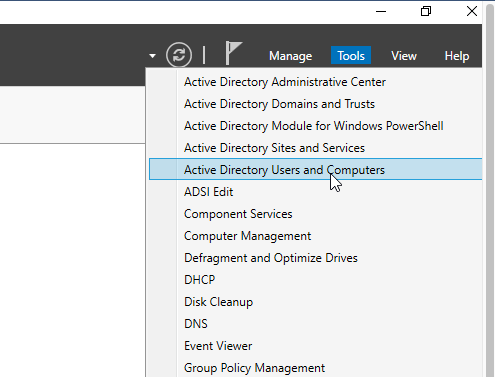 Manage Tools View Help
Active Directory Administrative Center
Active Directory Domains and Trusts
Active Directory Module for Windows PowerShell
Active Directory Sites and Services
Active Directory Users and Computers
ADSI Edit
Component Services
Computer Management
Defragment and Optimize Drives
DHCP
Disk Cleanup
DNS
Event Viewer
Group Policy Management